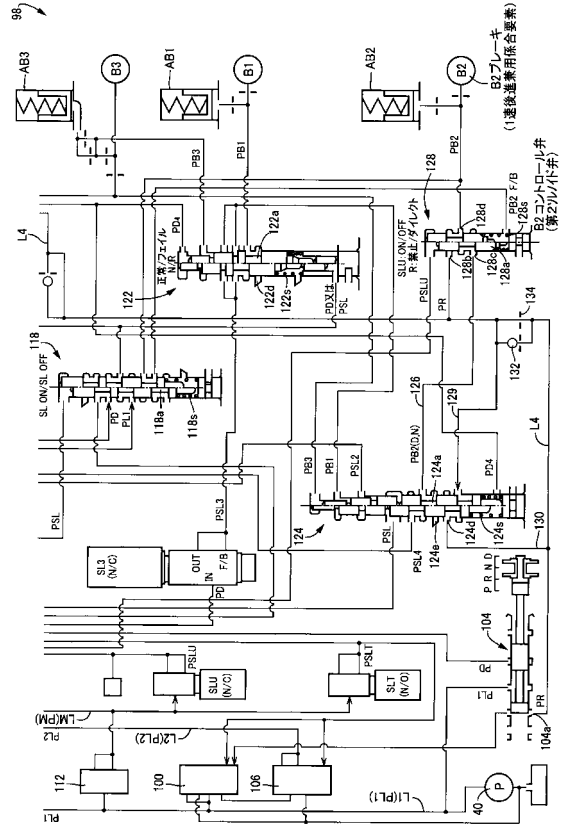 98
AB3
AB1
AB2
B3
B1
B2
B2ブレーキ
(1速後進兼用係合要素)
PB3
PB1
PB2
128
L4
PD4
122a
正常/フェイル
N/R
122
122d
122s
PD又は
PSL
SLU:ON/OFF
R:禁止/ダイレクト
PSLU
128b
128d
128c
128a
128s
PB2 F/B
B2コントロール弁
(第2ソレノイド弁)
PR
118
SL ON/SL OFF
PD
PL1
118a
118s
132
134
126
129
PB2(D,N)
PSL
PSL3
PB3
PB1
PSL2
124a
PD4
L4
SL3
(N/C)
OUT
IN
F/B
PD
124
PSL
PSL4
124e
124d
124s
130
P R N D
104
PSLU
SLU
(N/C)
PSLT
SLT
(N/O)
PD
PL1
PR
104a
LM(PM)
PL2
L2(PL2)
112
100
106
PL1
L1(PL1)
P
40